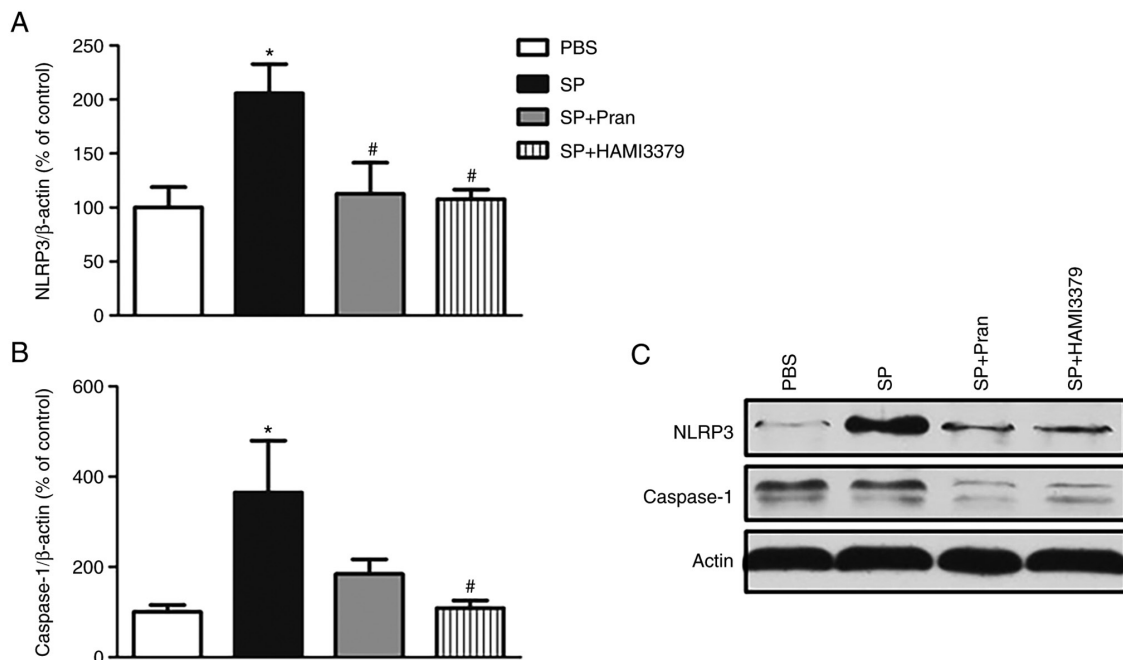 A
NLRP3/β-actin (% of control)
250
200
150
100
50
0
*
#
#
PBS
SP
SP+Pran
SP+HAMI3379
B
Caspase-1/β-actin (% of control)
600
400
200
0
*
#
C
PBS
SP
SP+Pran
SP+HAMI3379
NLRP3
Caspase-1
Actin